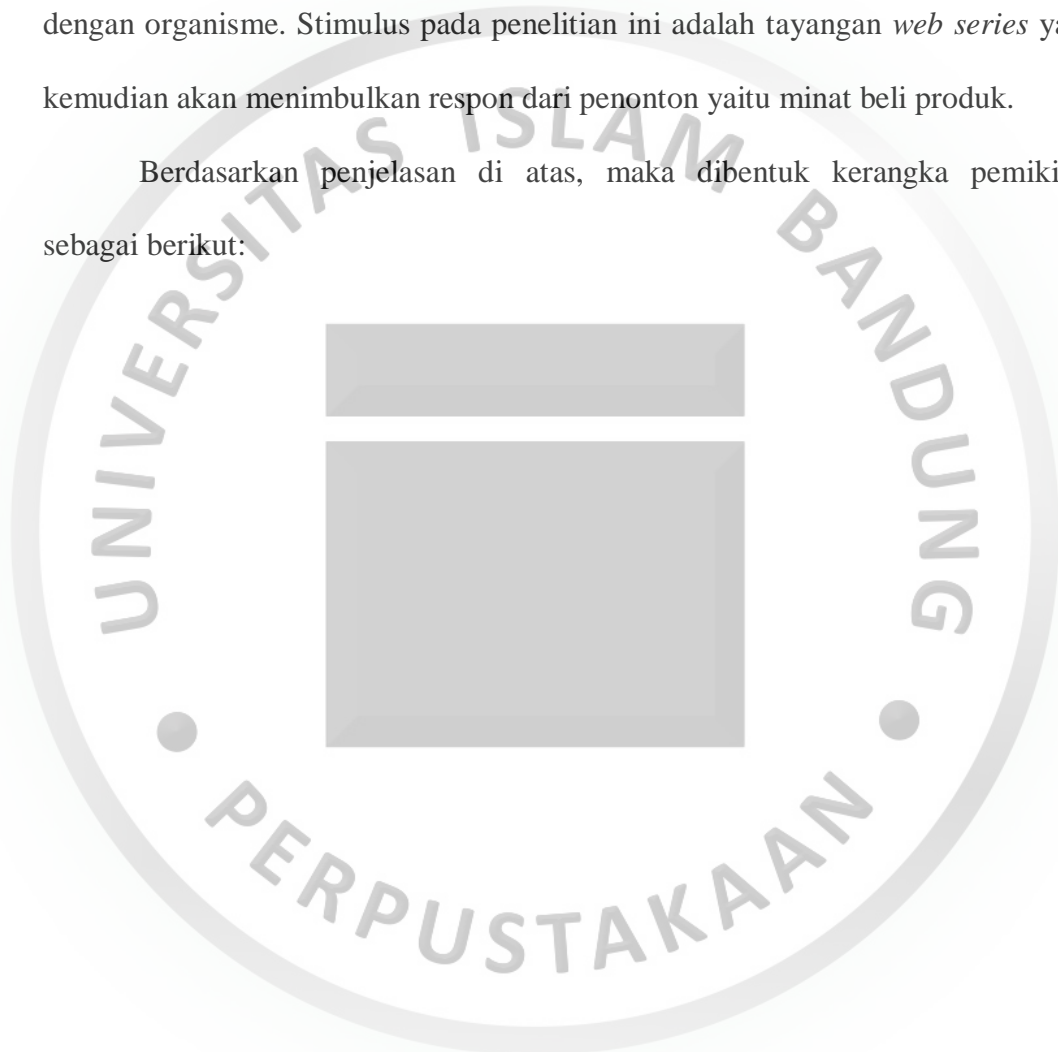 dengan organisme. Stimulus pada penelitian ini adalah tayangan web series ya
kemudian akan menimbulkan respon dari penonton yaitu minat beli produk.
Berdasarkan penjelasan di atas, maka dibentuk kerangka pemiki
sebagai berikut:
UNIVERSITAS ISLAM BANDUNG
• PERPUSTAKAAN •